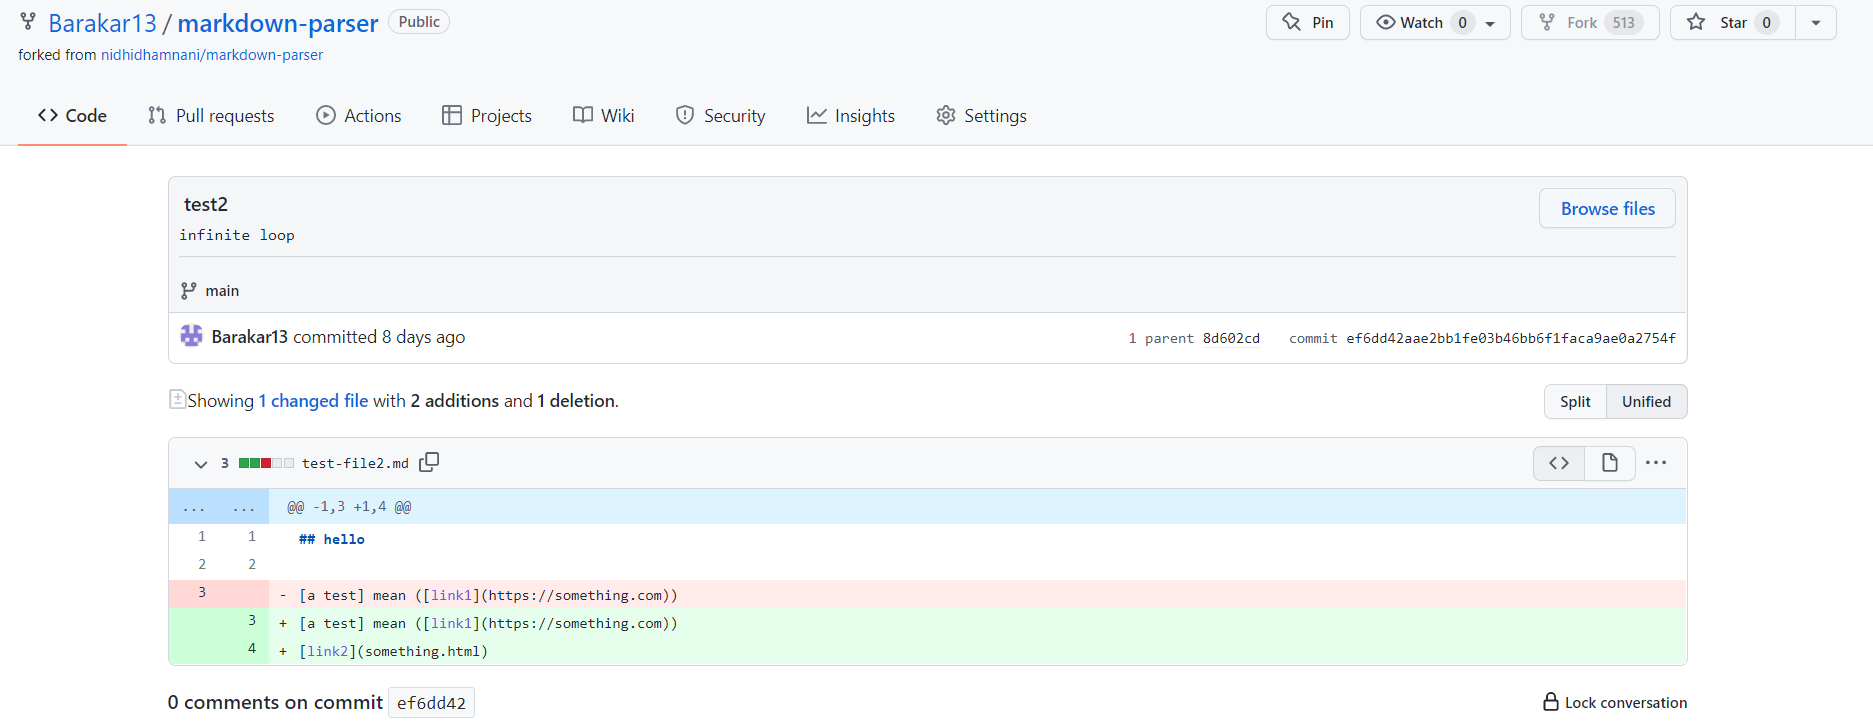 Barakar13 / markdown-parser Public
Pin Watch 0 Fork 513 Star 0
forked from nidhidhamnani/markdown-parser
Code Pull requests Actions Projects Wiki Security Insights Settings
test2
Browse files
infinite loop
main
Barakar13 committed 8 days ago
1 parent 8d602cd commit ef6dd42aae2bb1fe03b46bb6f1faca9ae0a2754f
Showing 1 changed file with 2 additions and 1 deletion.
Split Unified
3 test-file2.md
... ... @@ -1,3 +1,4 @@
1 1 ## hello
2 2
3 - [a test] mean ([link1](https://something.com))
3 + [a test] mean ([link1](https://something.com))
4 + [link2](something.html)
0 comments on commit ef6dd42
Lock conversation